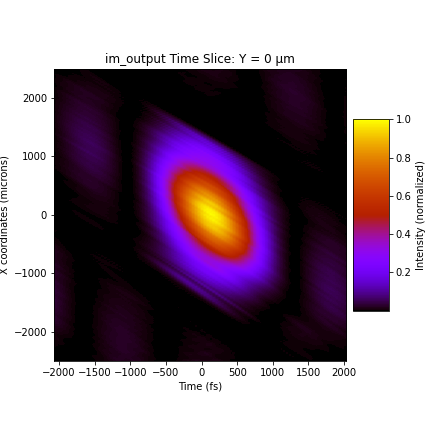 im_output Time Slice: Y = 0 μm
X coordinates (microns)
2000
1000
0
−1000
−2000
−2000 −1500 −1000 −500 0 500 1000 1500 2000
Time (fs)
1.0
0.8
0.6
0.4
0.2
Intensity (normalized)